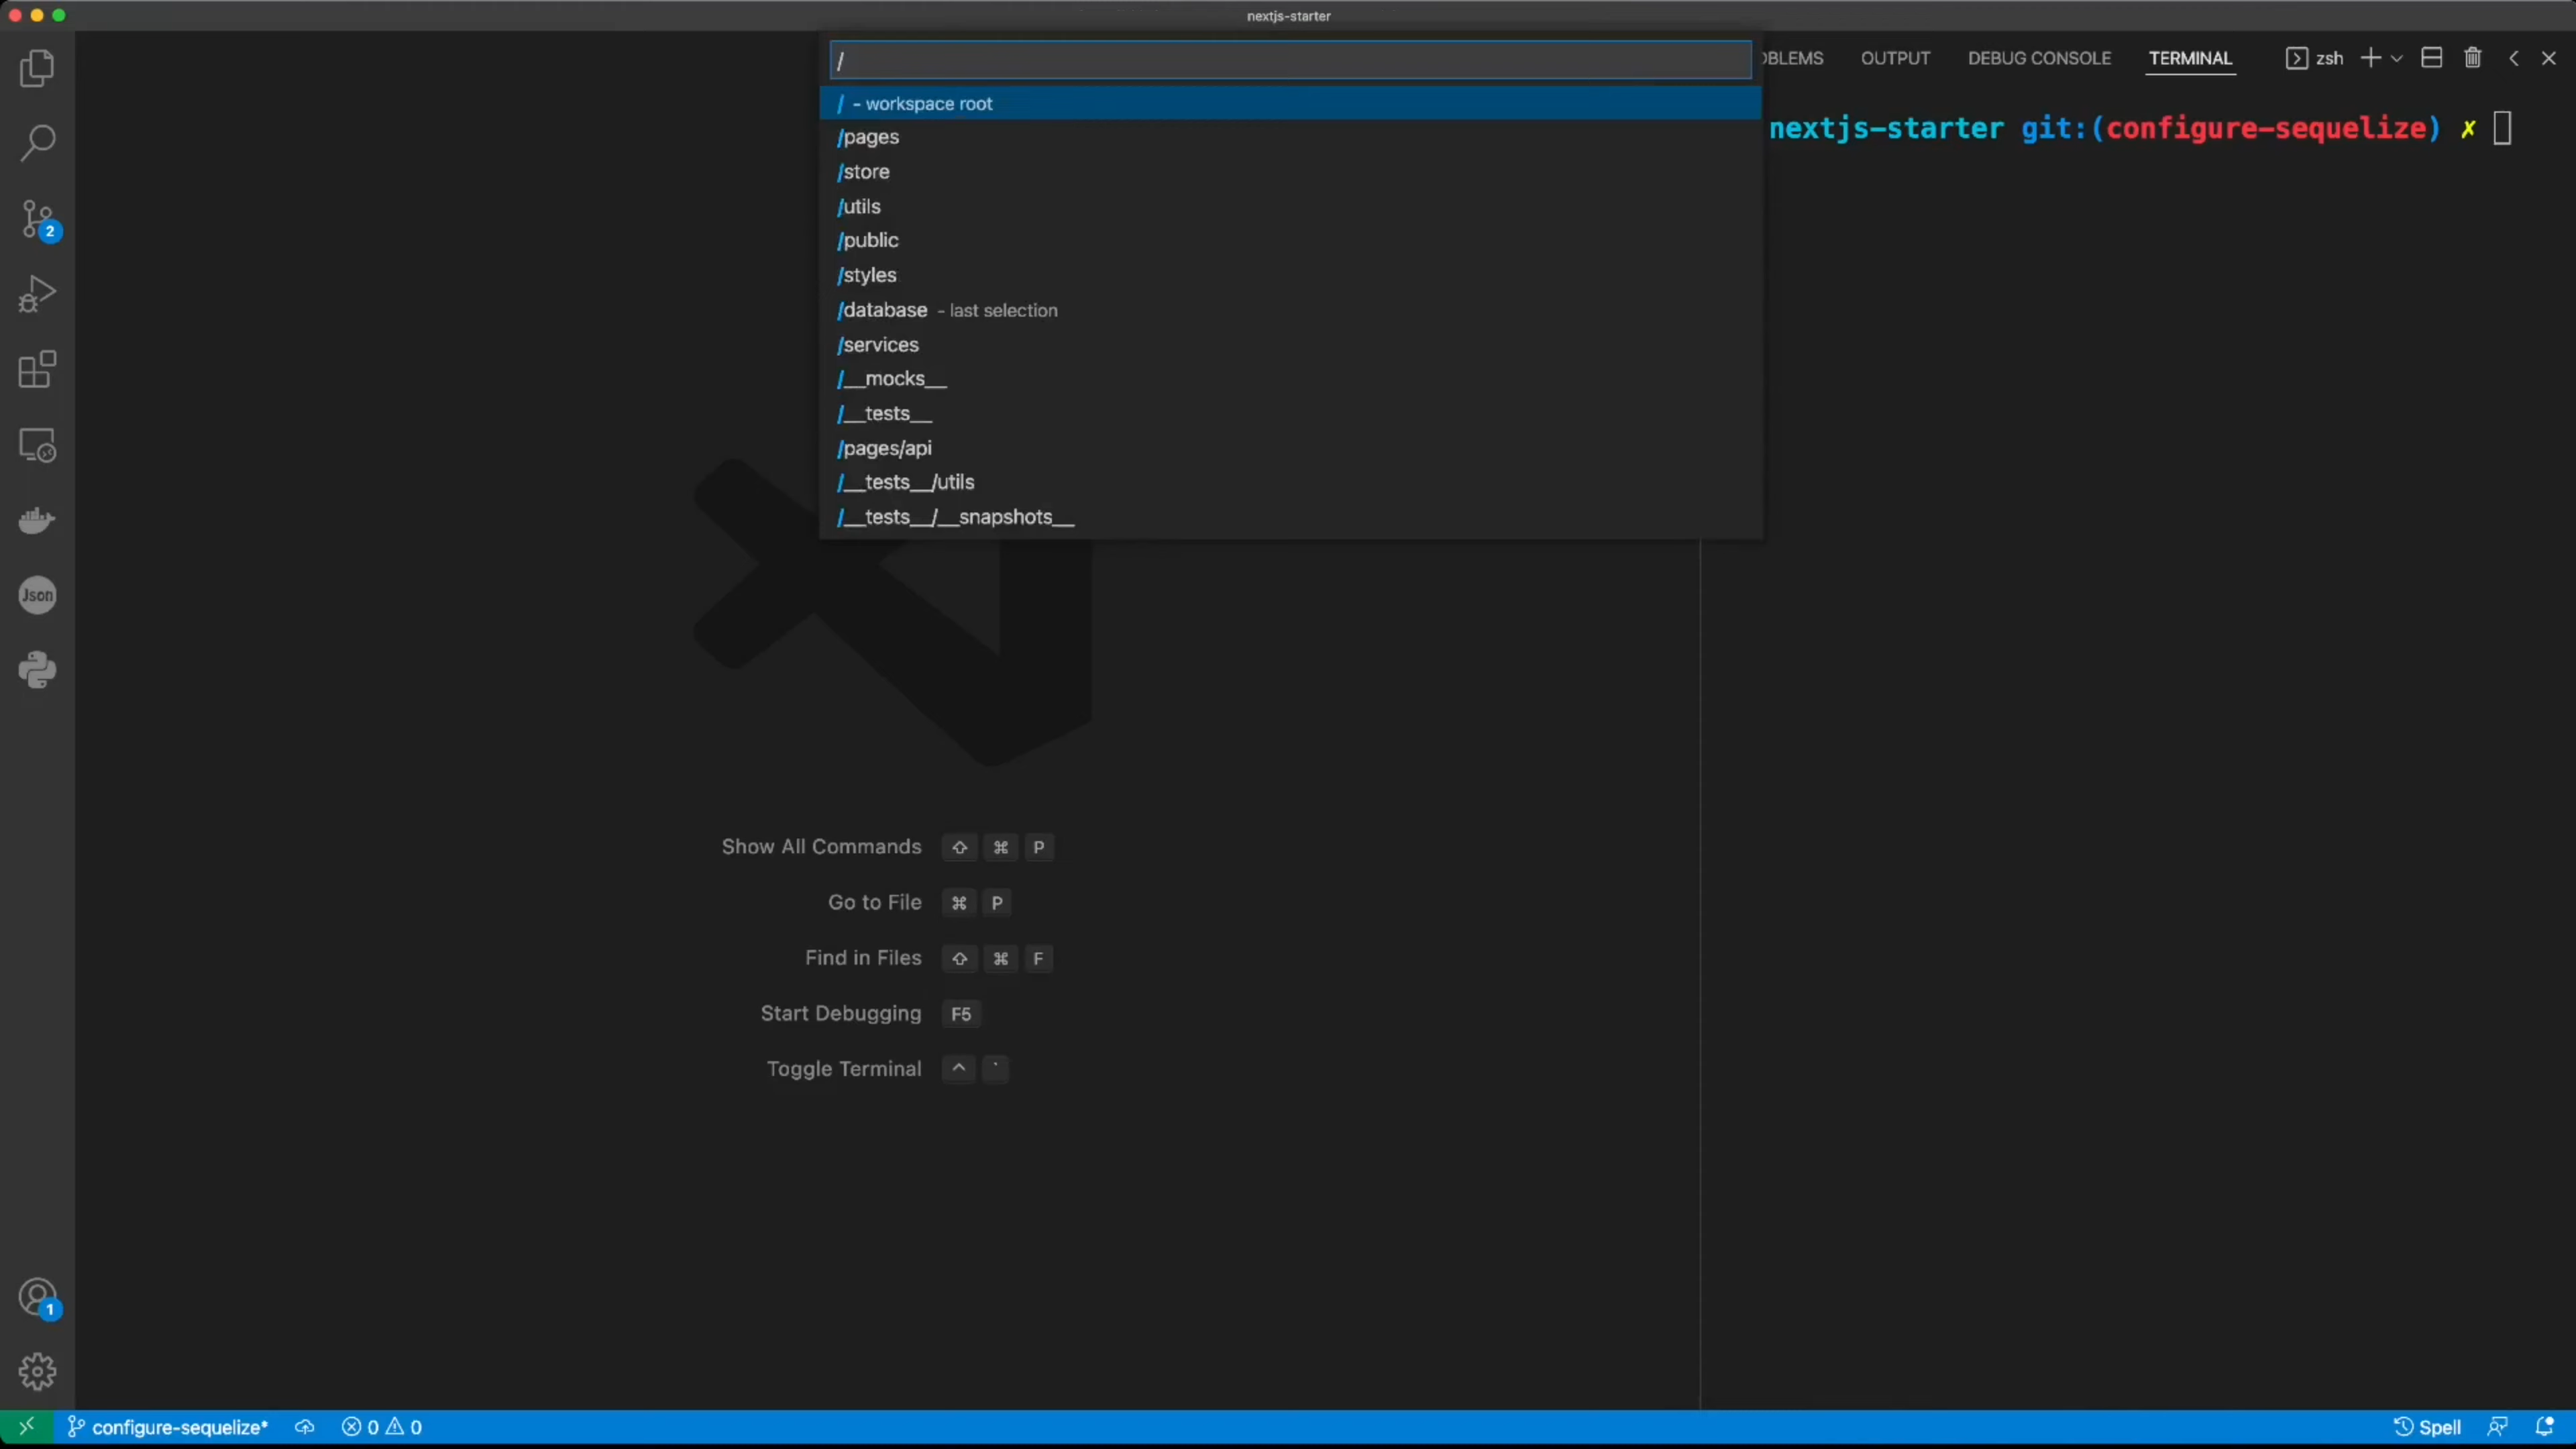 nextjs-starter
/
/ - workspace root
/pages
/store
/utils
/public
/styles
/database - last selection
/services
/__mocks__
/__tests__
/pages/api
/__tests__/utils
/__tests__/__snapshots__
OBLEMS OUTPUT DEBUG CONSOLE TERMINAL zsh
nextjs-starter git:(configure-sequelize) ✗
2
Json
Show All Commands ⇧ ⌘ P
Go to File ⌘ P
Find in Files ⇧ ⌘ F
Start Debugging F5
Toggle Terminal ^ `
1
configure-sequelize* 0 0 Spell